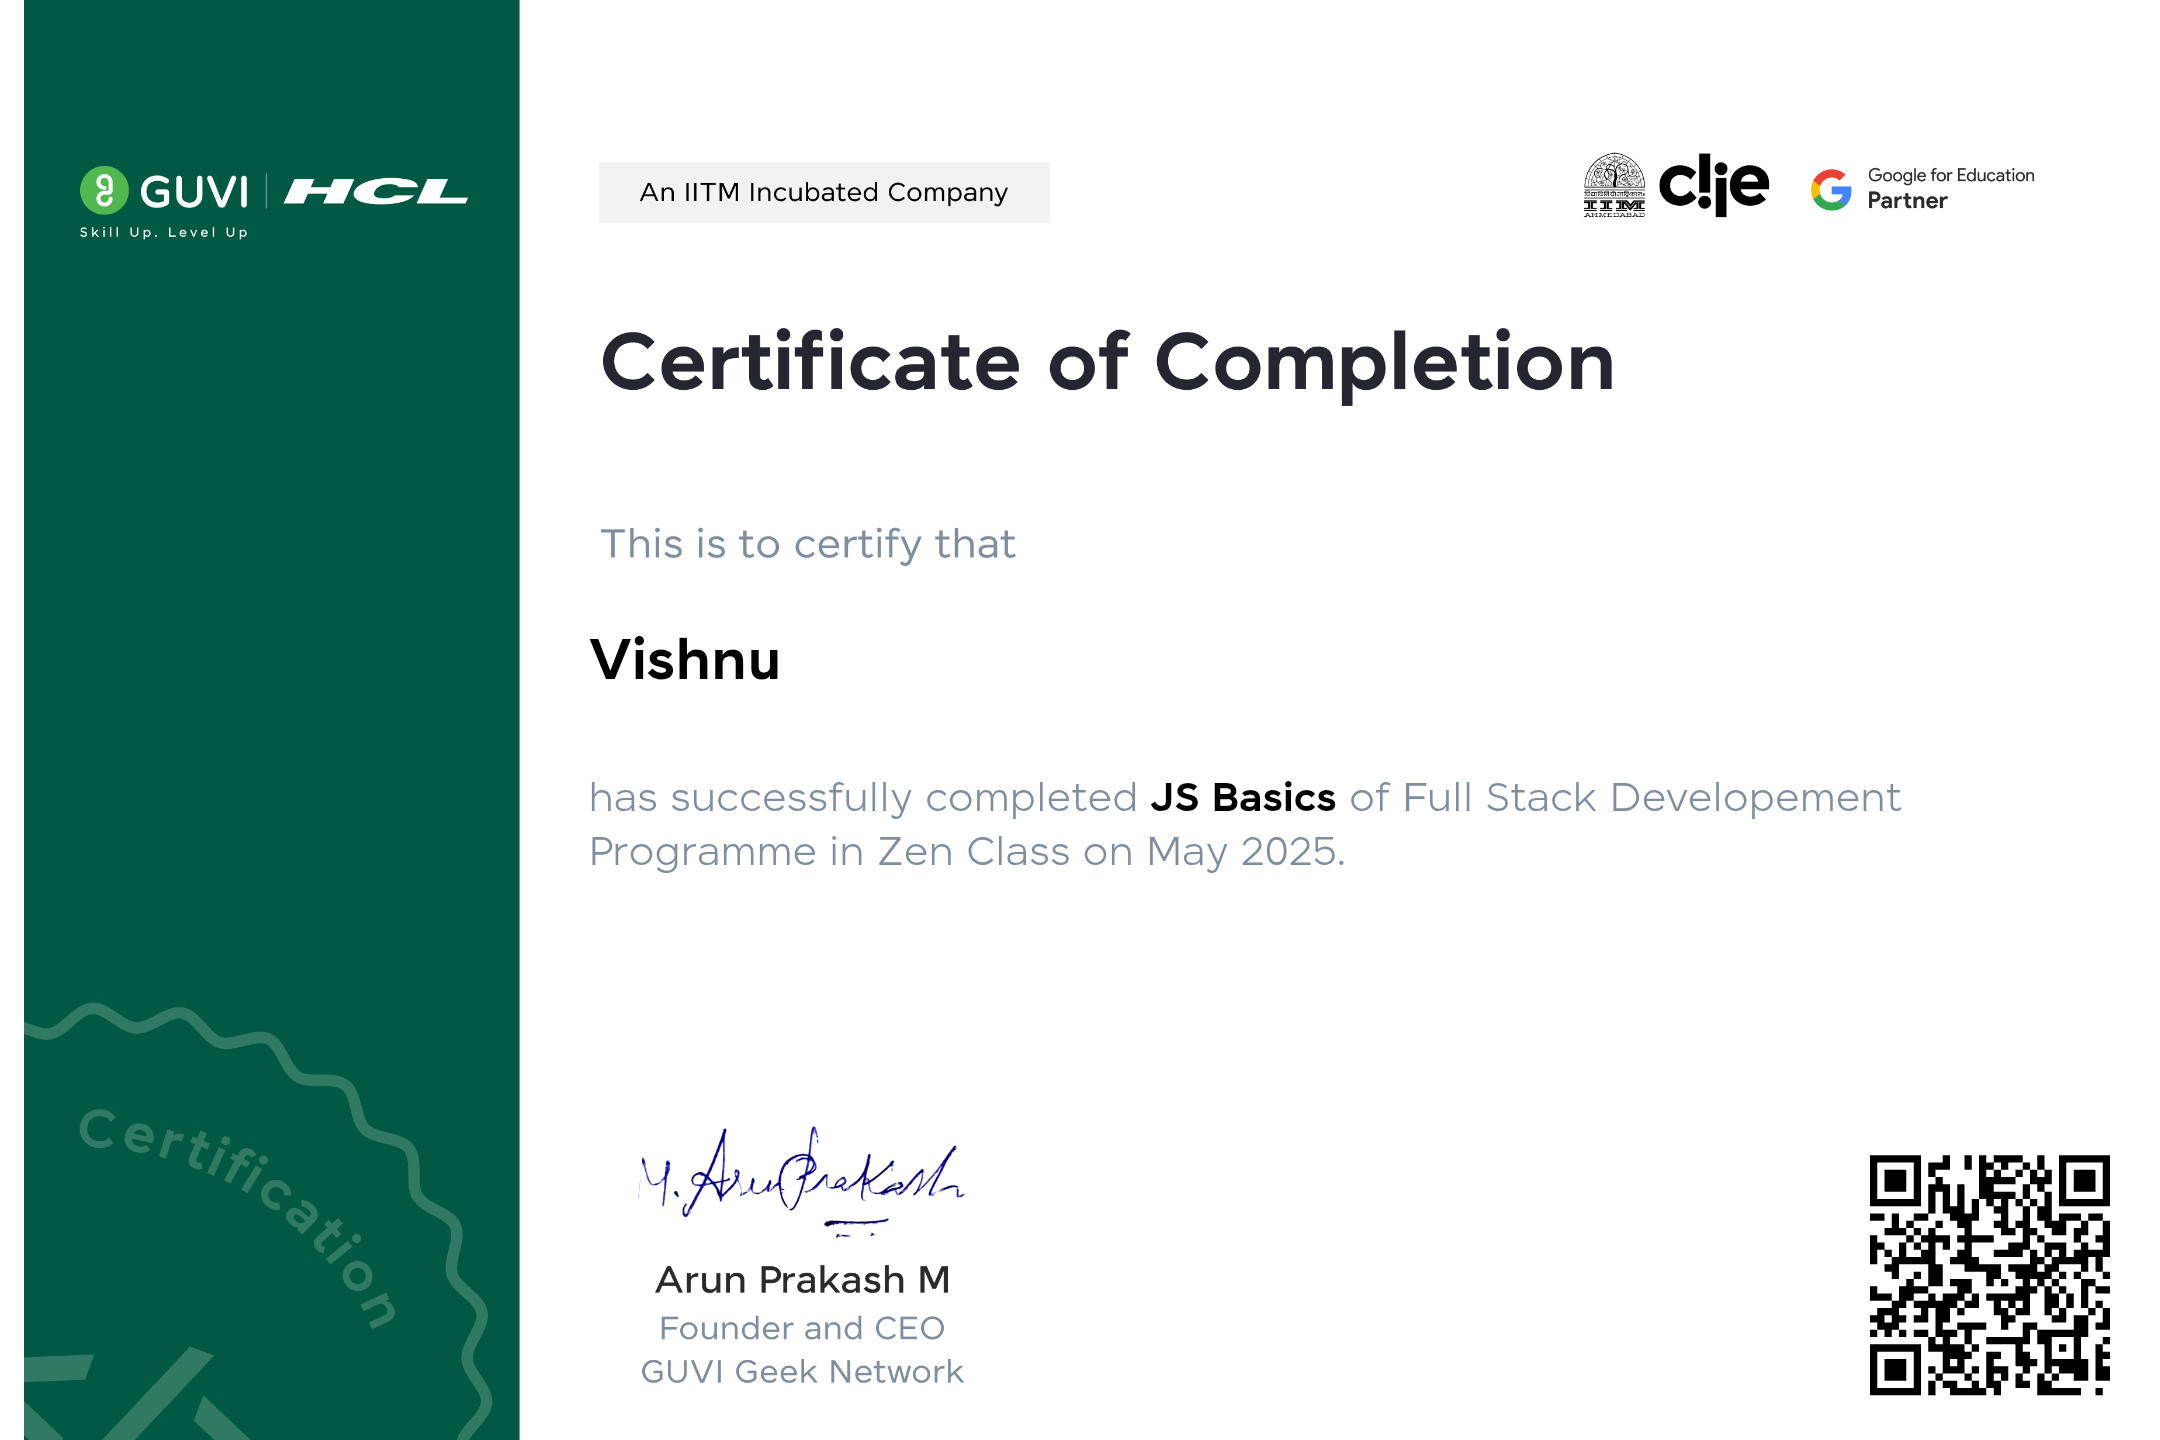 GUVI | HCL
Skill Up. Level Up
An IITM Incubated Company
IIM
AHMEDABAD
c!ie
Google for Education
Partner
Certificate of Completion
This is to certify that
Vishnu
has successfully completed JS Basics of Full Stack Developement
Programme in Zen Class on May 2025.
Certification
M. Arun Prakash
Arun Prakash M
Founder and CEO
GUVI Geek Network